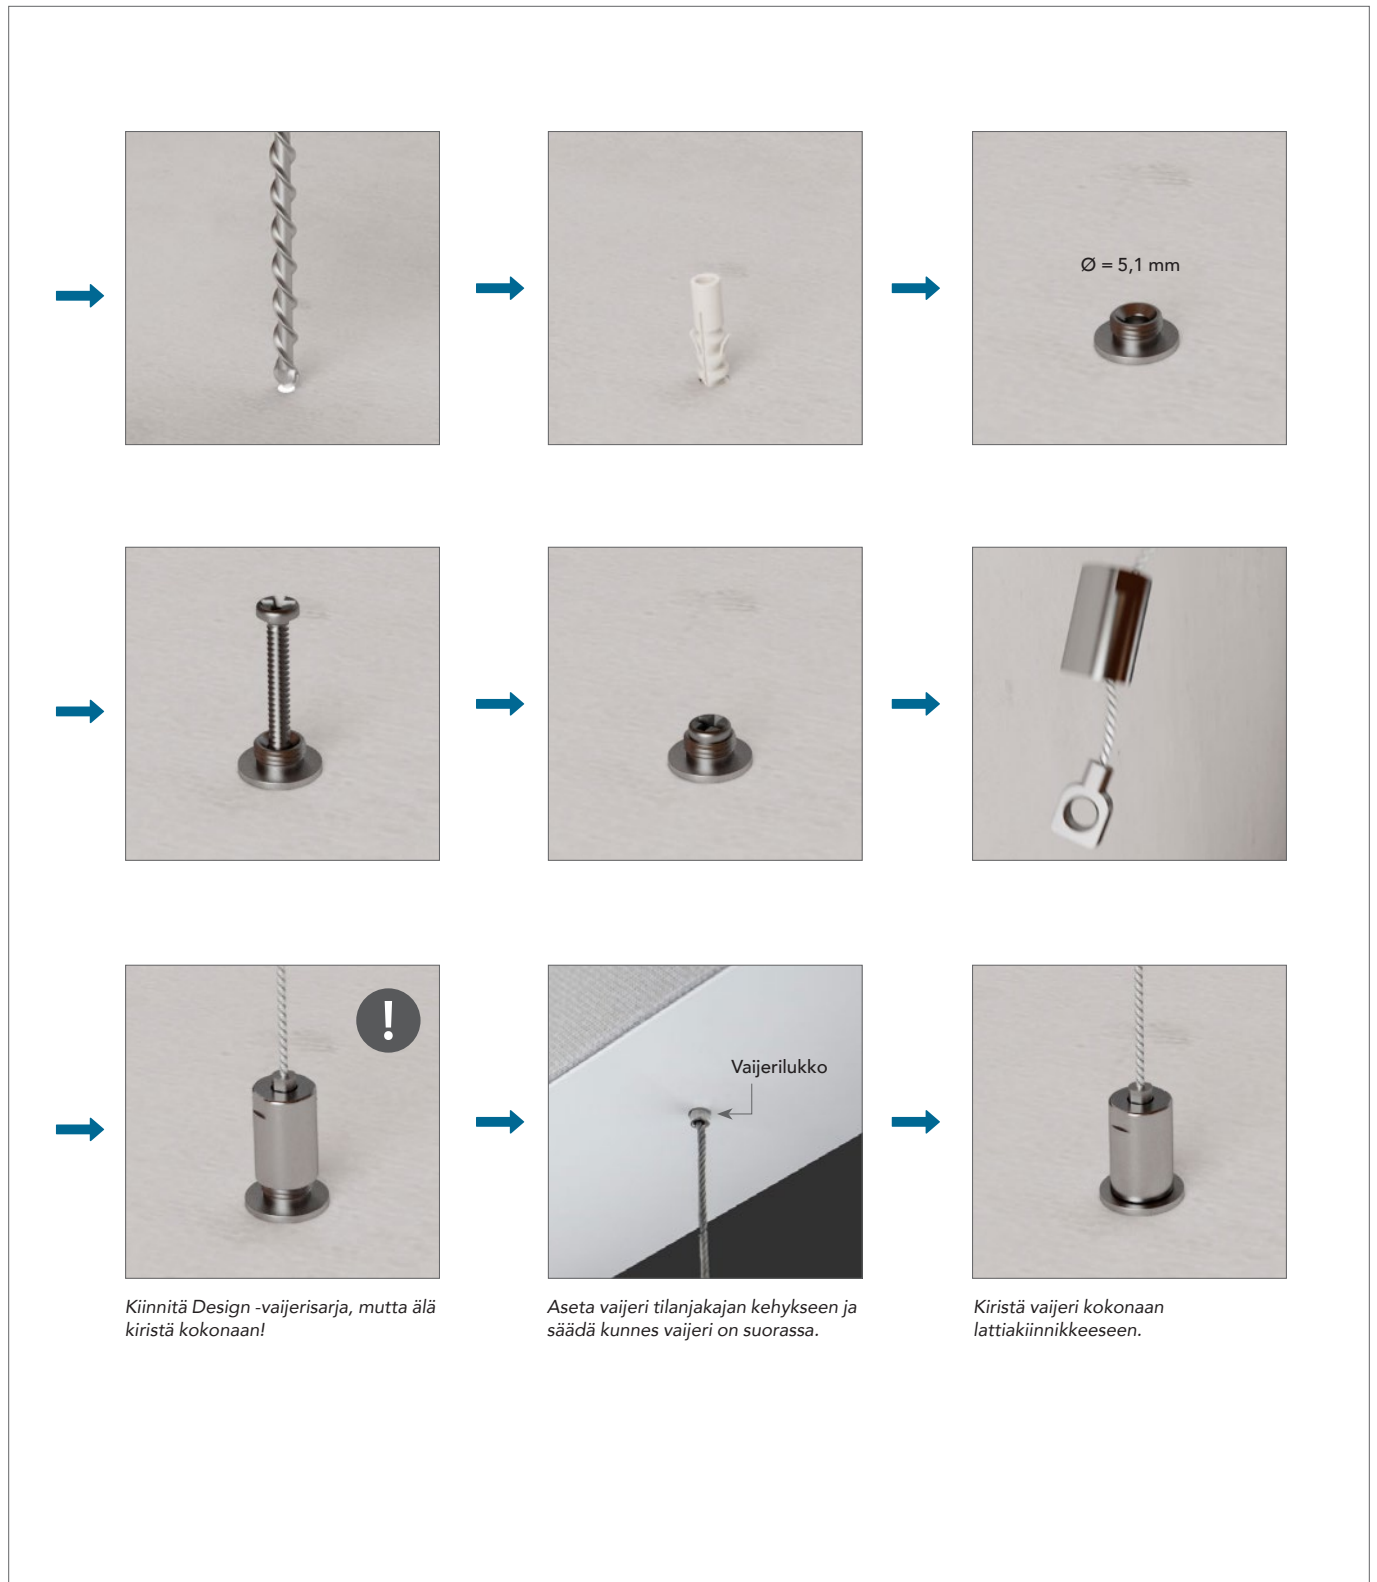 Ø = 5,1 mm
!
Vaijerilukko
Kiinnitä Design -vaijerisarja, mutta älä
kiristä kokonaan!
Aseta vaijeri tilanjakajan kehykseen ja
säädä kunnes vaijeri on suorassa.
Kiristä vaijeri kokonaan
lattiakiinnikkeeseen.